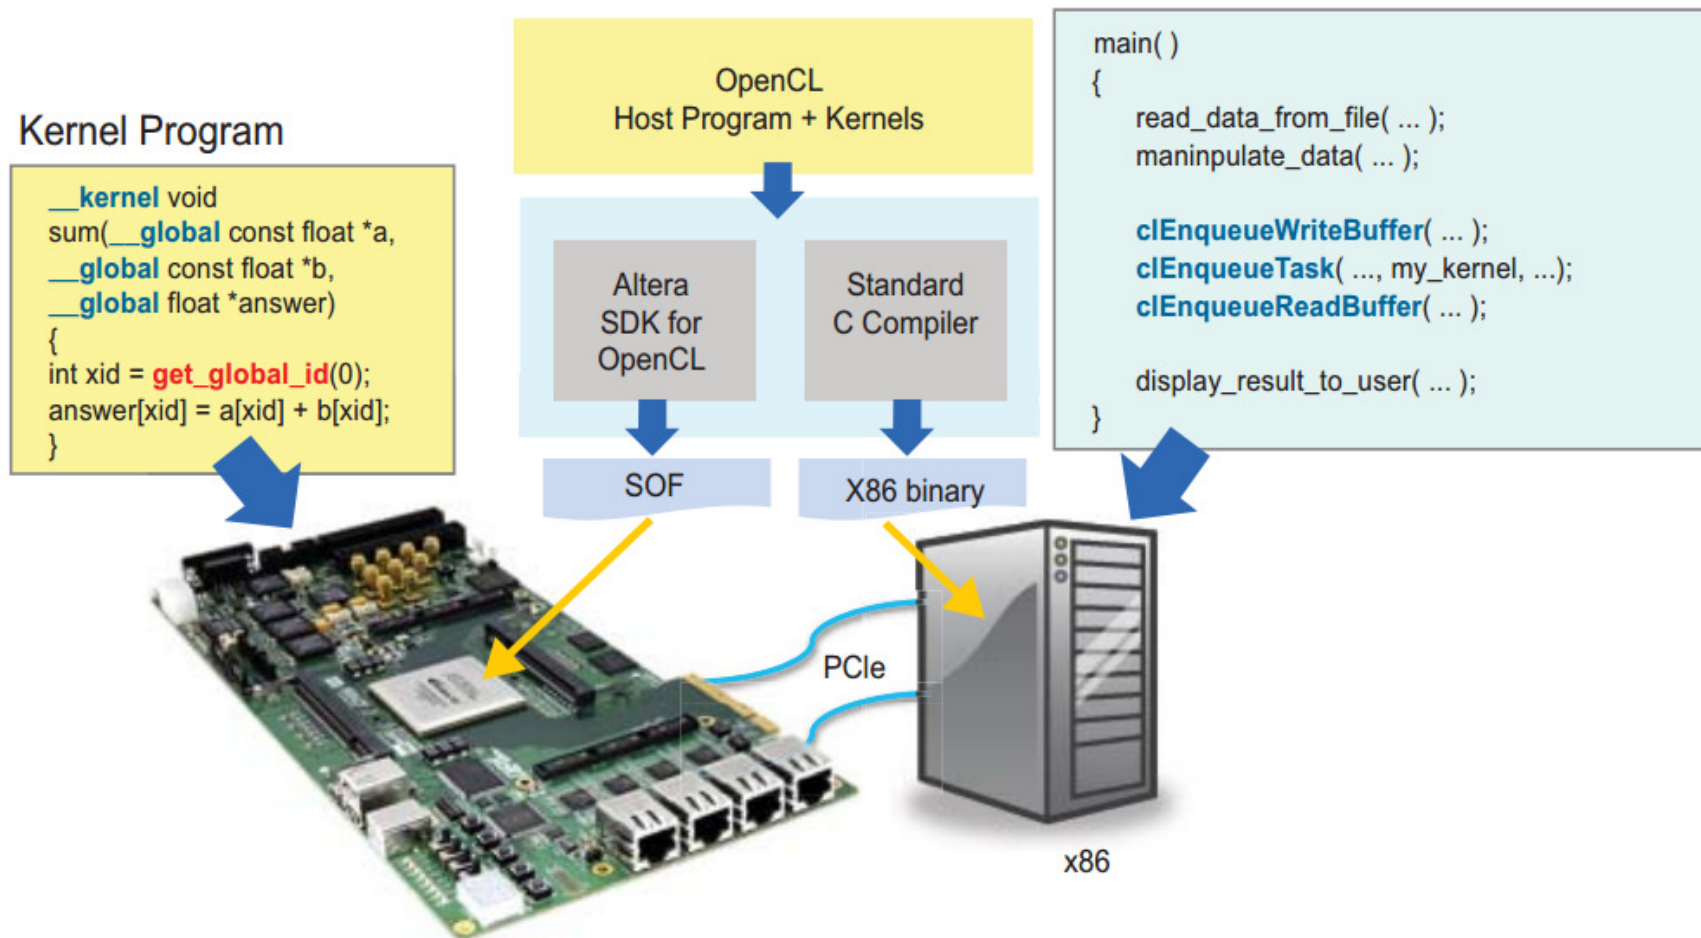 Kernel Program
__kernel void
sum(__global const float *a,
__global const float *b,
__global float *answer)
{
int xid = get_global_id(0);
answer[xid] = a[xid] + b[xid];
}
OpenCL
Host Program + Kernels
Altera
SDK for
OpenCL
Standard
C Compiler
SOF
X86 binary
main( )
{
read_data_from_file( ... );
maninpulate_data( ... );
clEnqueueWriteBuffer( ... );
clEnqueueTask( ..., my_kernel, ...);
clEnqueueReadBuffer( ... );
display_result_to_user( ... );
}
PCIe
x86